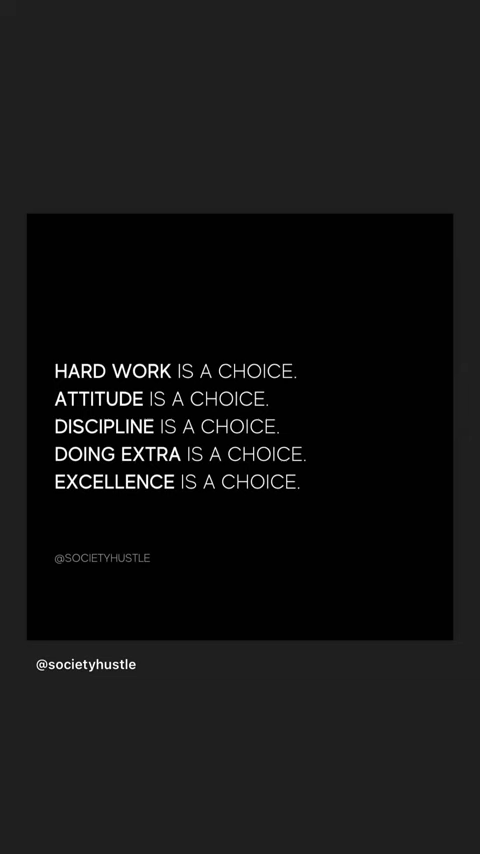 HARD WORK IS A CHOICE.
ATTITUDE IS A CHOICE.
DISCIPLINE IS A CHOICE.
DOING EXTRA IS A CHOICE.
EXCELLENCE IS A CHOICE.
@SOCIETYHUSTLE
@societyhustle